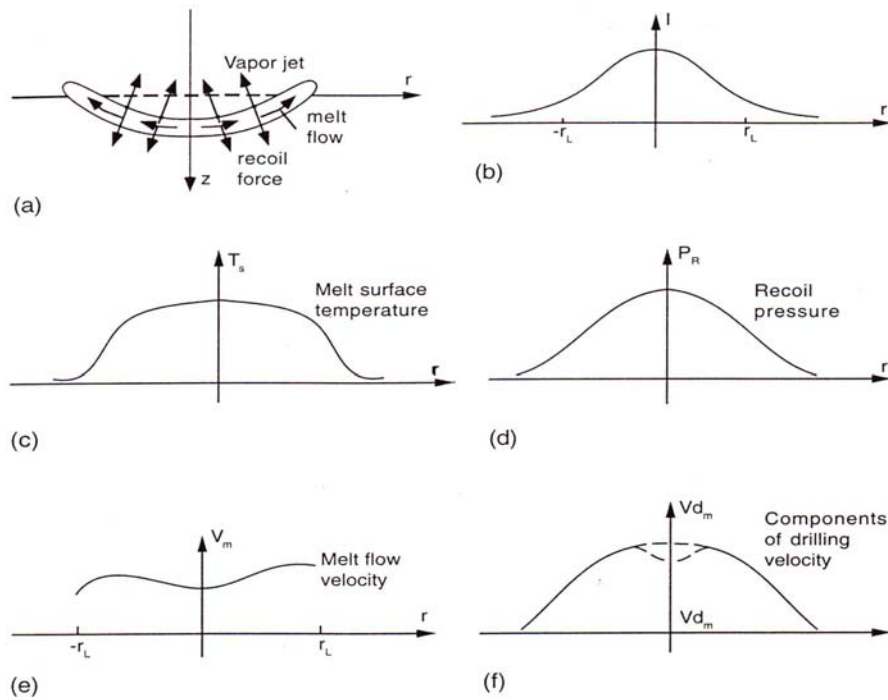 Vapor jet
r
melt
flow
recoil
force
z
(a)
I
-r_L
r_L
r
(b)
T_s
Melt surface
temperature
r
(c)
P_R
Recoil
pressure
r
(d)
V_m
Melt flow
velocity
r
-r_L
r_L
(e)
Vd_m
Components
of drilling
velocity
Vd_m
(f)